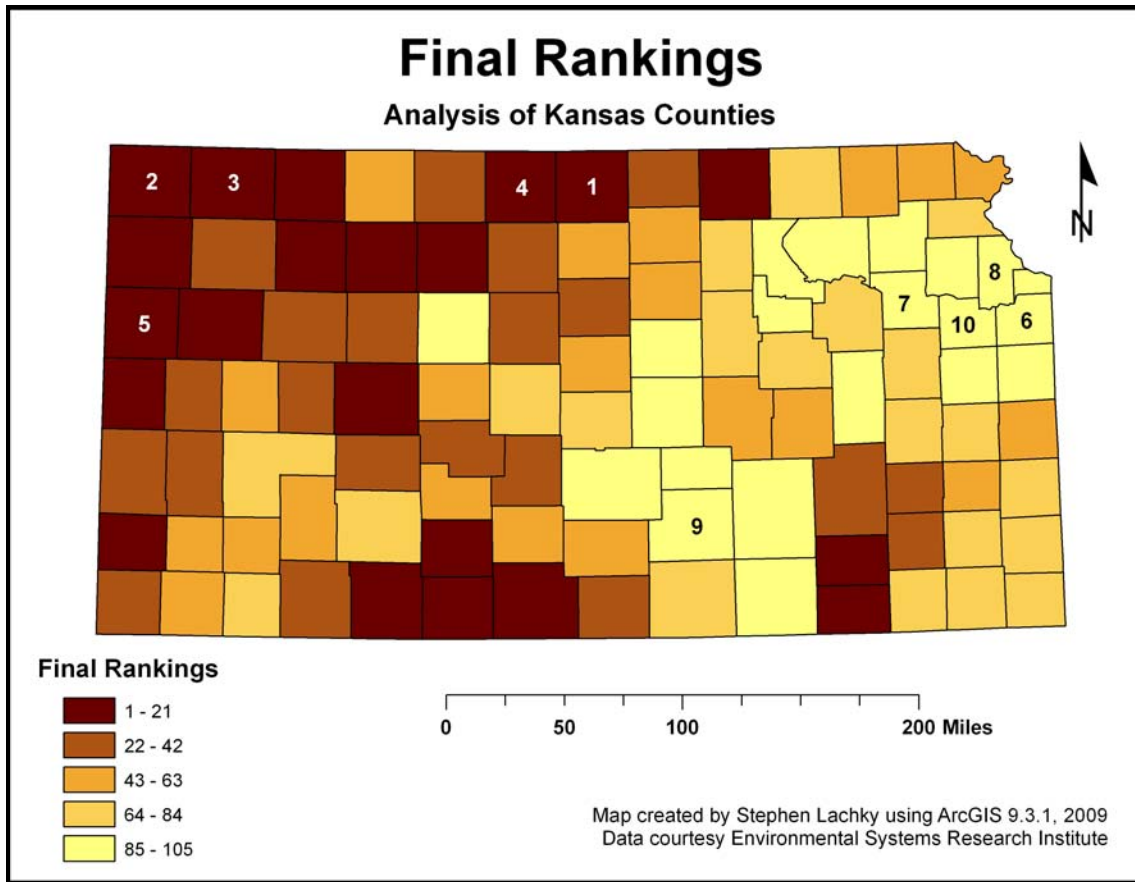 Final Rankings
Analysis of Kansas Counties
2 3 4 1
N
8
5 7 10 6
9
Final Rankings
1 - 21
22 - 42
43 - 63
64 - 84
85 - 105
0 50 100 200 Miles
Map created by Stephen Lachky using ArcGIS 9.3.1, 2009
Data courtesy Environmental Systems Research Institute